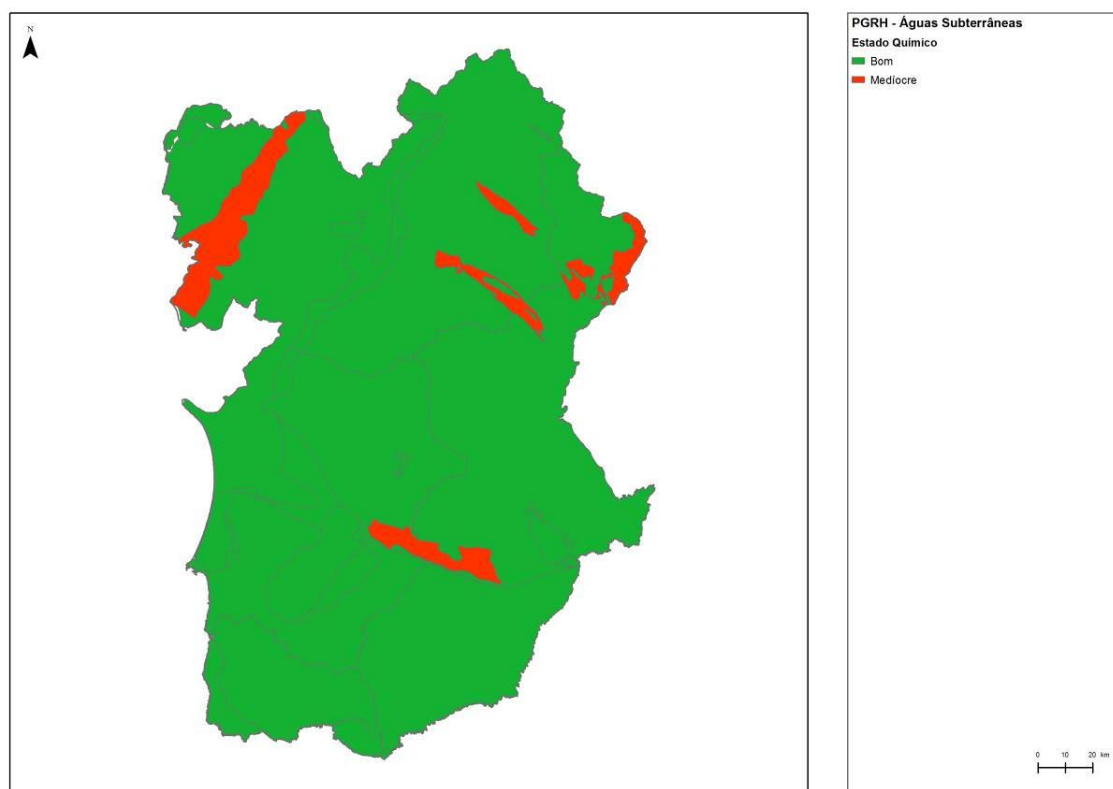 N
PGRH - Águas Subterrâneas
Estado Químico
Bom
Medíocre
0 10 20 km